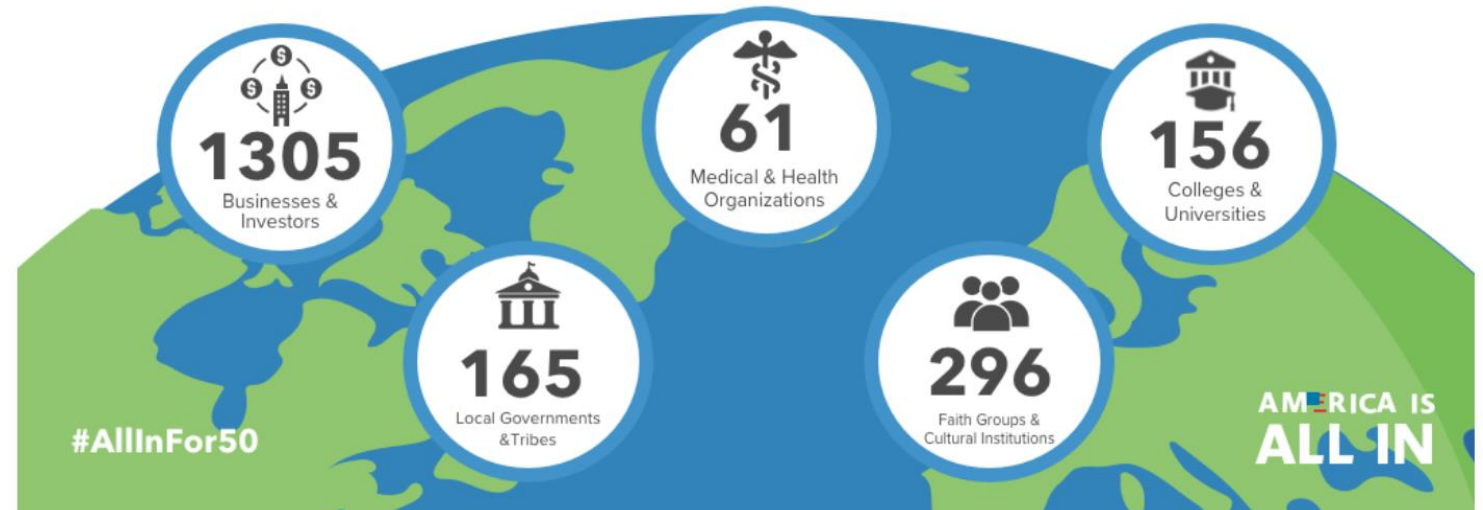 1305
Businesses &
Investors
61
Medical & Health
Organizations
156
Colleges &
Universities
165
Local Governments
&Tribes
296
Faith Groups &
Cultural Institutions
#AllInFor50
AMERICA IS
ALL IN